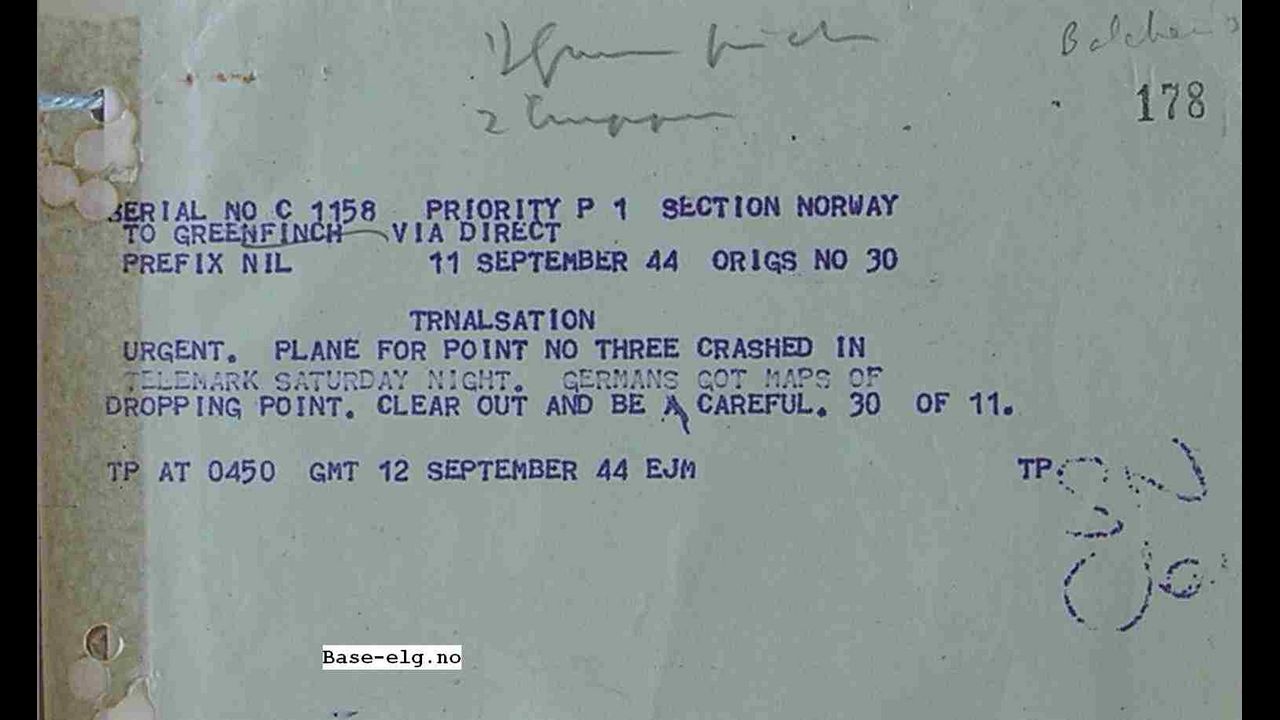 178
SERIAL NO C 1158 PRIORITY P 1 SECTION NORWAY
TO GREENFINCH VIA DIRECT
PREFIX NIL 11 SEPTEMBER 44 ORIGS NO 30
TRNALSATION
URGENT. PLANE FOR POINT NO THREE CRASHED IN
TELEMARK SATURDAY NIGHT. GERMANS GOT MAPS OF
DROPPING POINT. CLEAR OUT AND BE A CAREFUL. 30 OF 11.
TP AT 0450 GMT 12 SEPTEMBER 44 EJM
TP
Base-elg.no